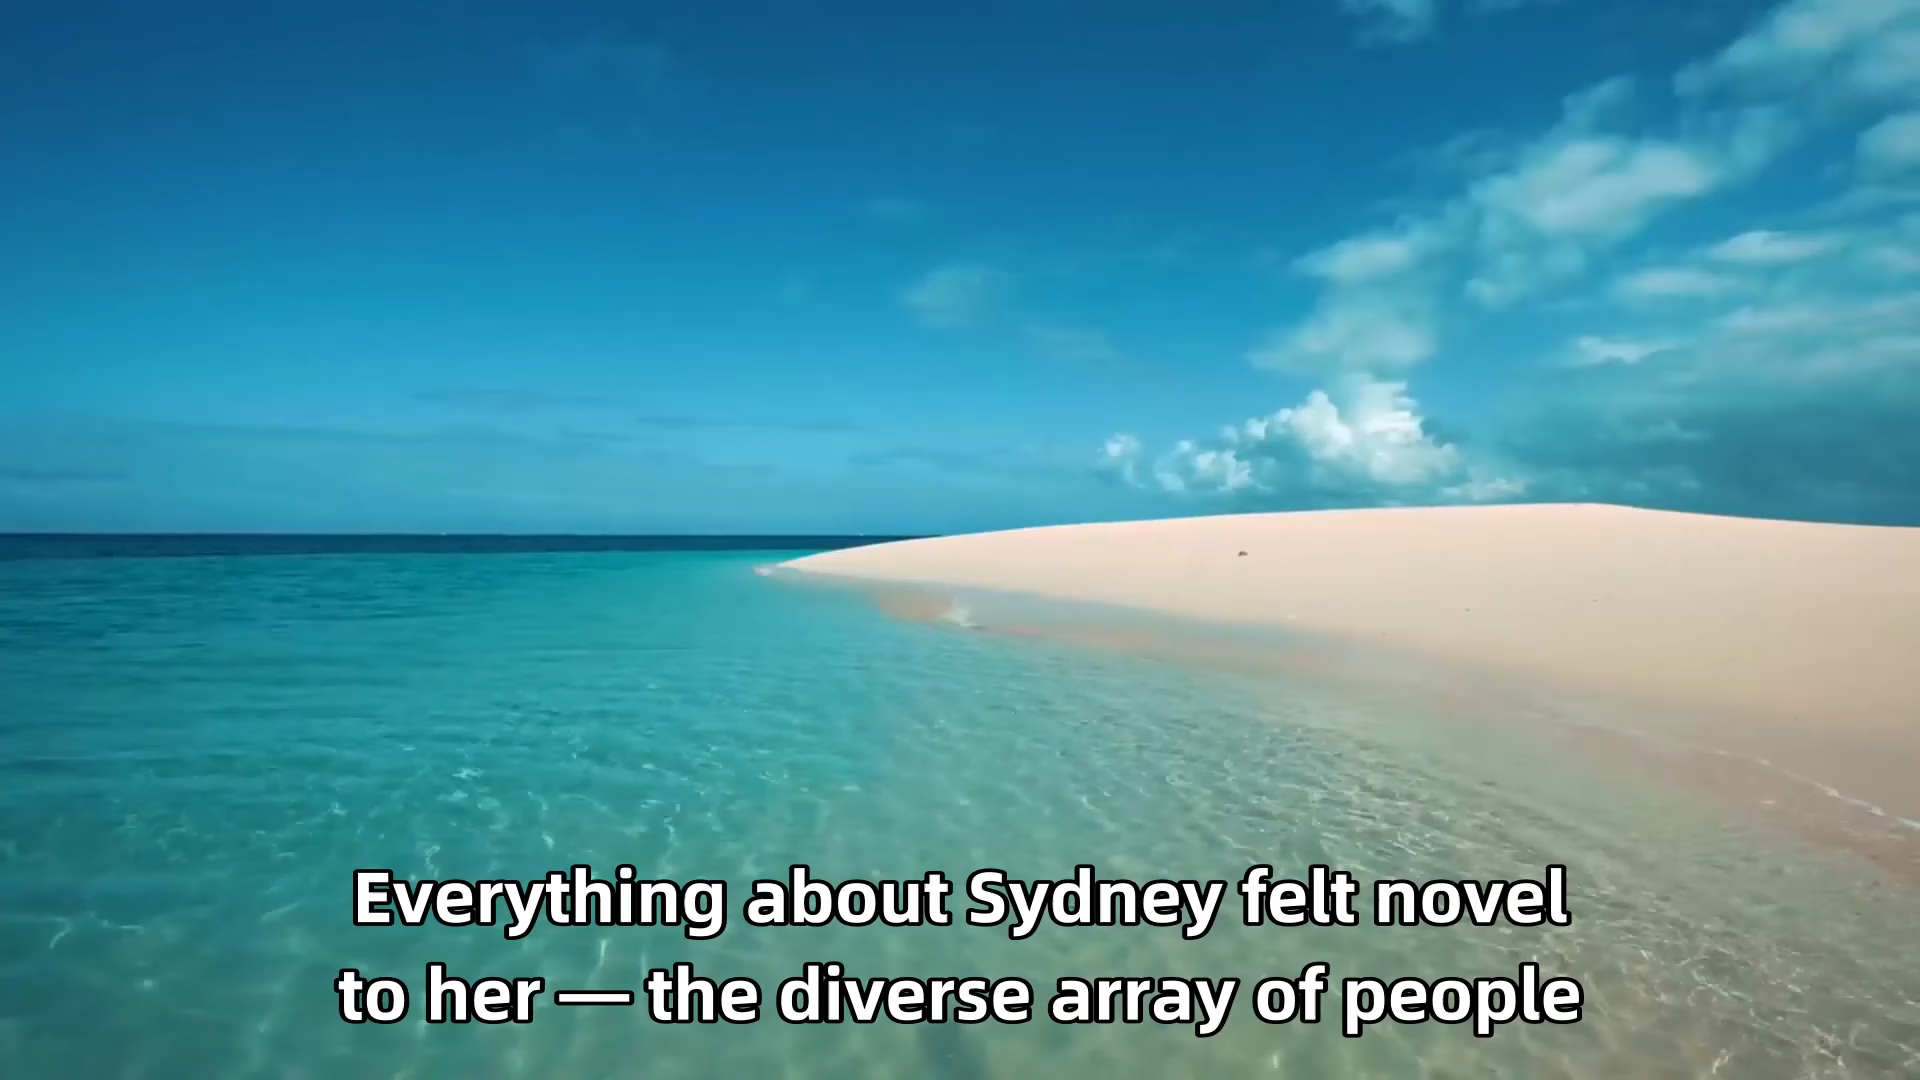 Everything about Sydney felt novel
to her — the diverse array of people